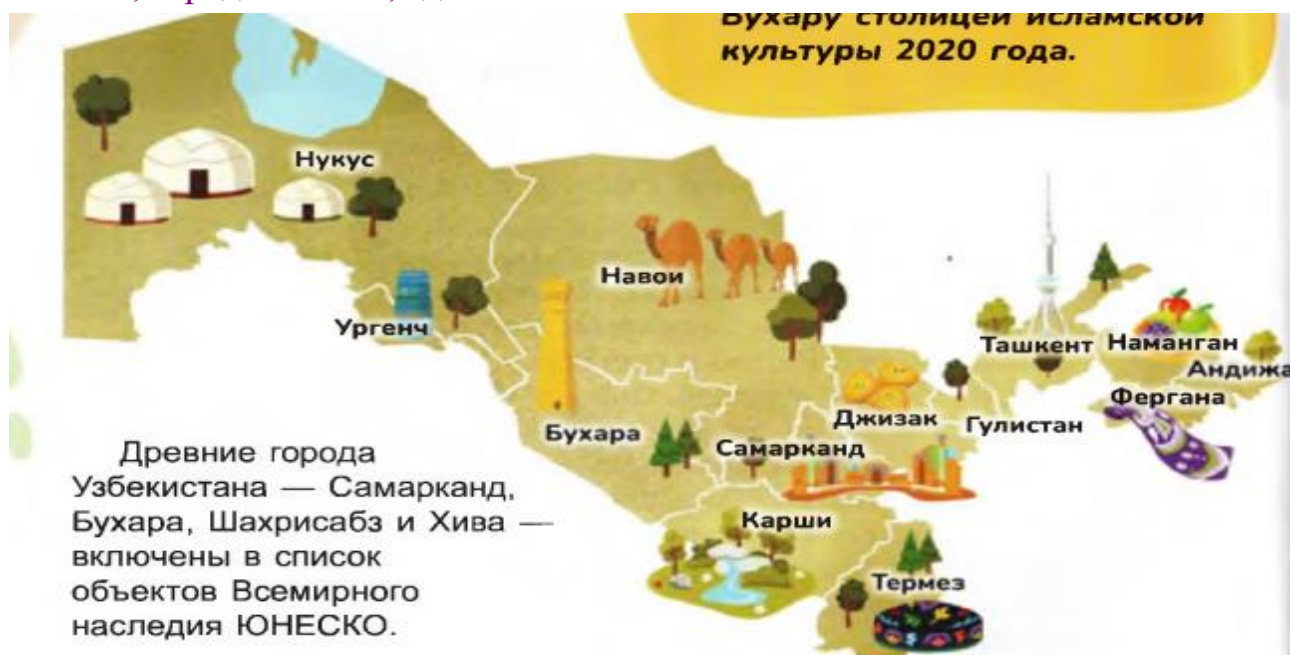 Бухару столицей исламской
культуры 2020 года.
Нукус
Навои
Ургенч
Ташкент
Наманган
Андижа
Фергана
Джизак
Гулистан
Бухара
Самарканд
Карши
Термез
Древние города
Узбекистана — Самарканд,
Бухара, Шахрисабз и Хива —
включены в список
объектов Всемирного
наследия ЮНЕСКО.